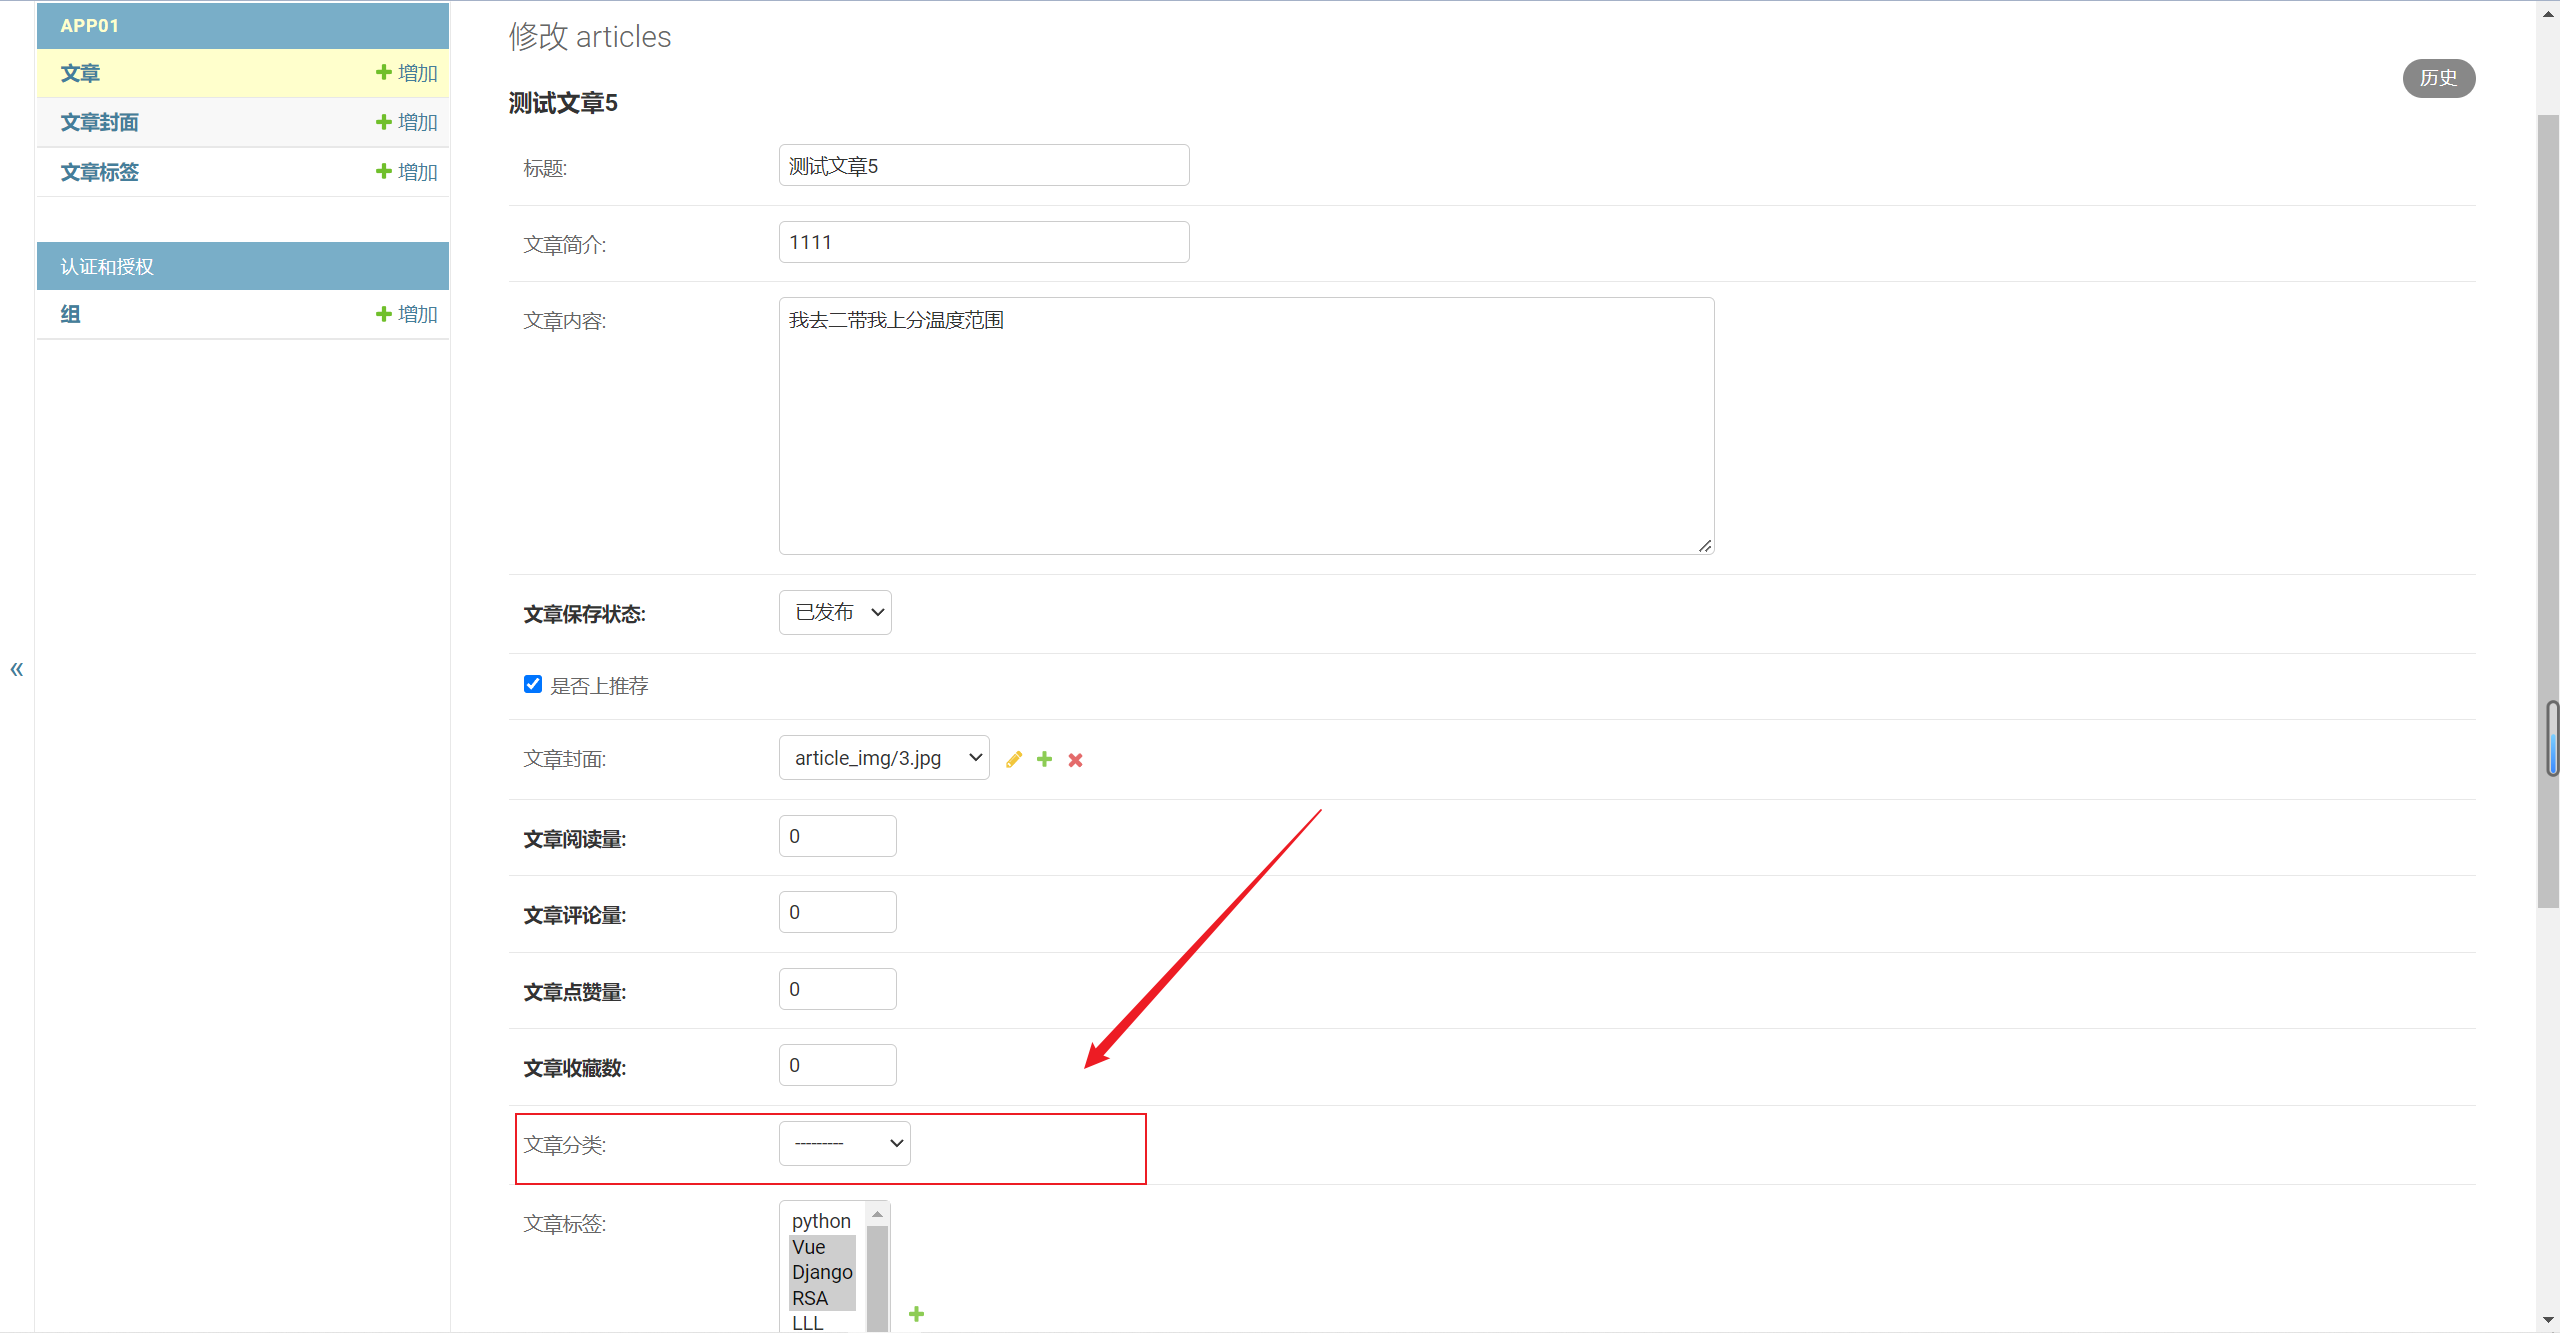 APP01
文章 增加
文章封面 增加
文章标签 增加
认证和授权
组 增加
«
修改 articles
历史
测试文章5
标题: 测试文章5
文章简介: 1111
文章内容: 我去二带我上分温度范围
文章保存状态: 已发布
是否上推荐
文章封面: article_img/3.jpg
文章阅读量: 0
文章评论量: 0
文章点赞量: 0
文章收藏数: 0
文章分类: ---------
文章标签: python
Vue
Django
RSA
LLL